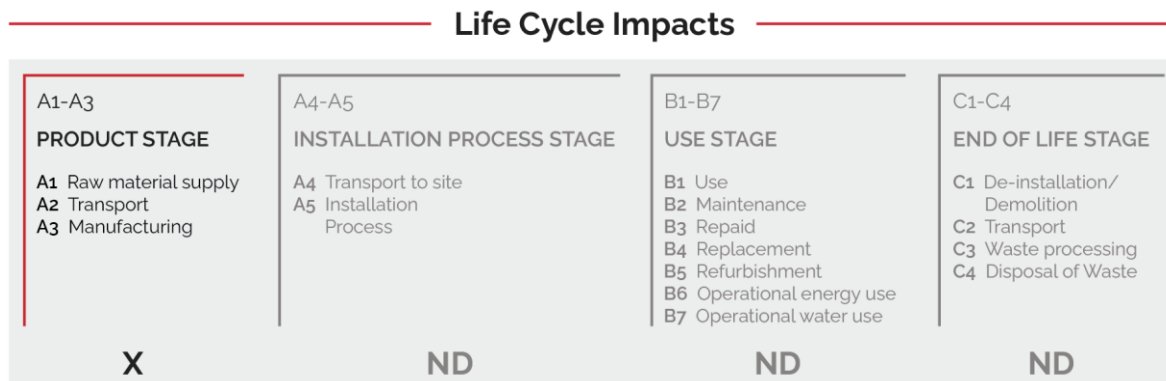 Life Cycle Impacts
A1-A3
PRODUCT STAGE
A1 Raw material supply
A2 Transport
A3 Manufacturing
X
A4-A5
INSTALLATION PROCESS STAGE
A4 Transport to site
A5 Installation
Process
ND
B1-B7
USE STAGE
B1 Use
B2 Maintenance
B3 Repaid
B4 Replacement
B5 Refurbishment
B6 Operational energy use
B7 Operational water use
ND
C1-C4
END OF LIFE STAGE
C1 De-installation/
Demolition
C2 Transport
C3 Waste processing
C4 Disposal of Waste
ND